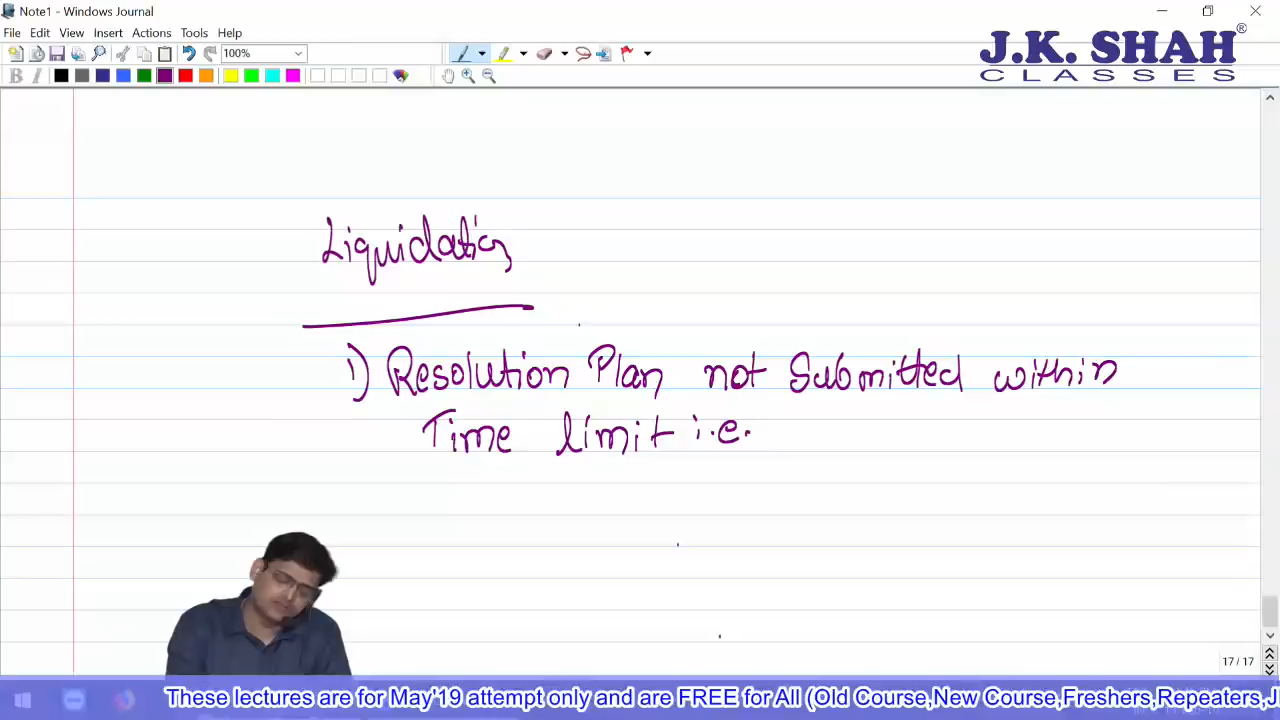 Note1 - Windows Journal
File Edit View Insert Actions Tools Help
100%
J.K. SHAH®
CLASSES
Liquidation
1) Resolution Plan not Submitted within
Time limit i.e.
17 / 17
These lectures are for May'19 attempt only and are FREE for All (Old Course,New Course,Freshers,Repeaters,J